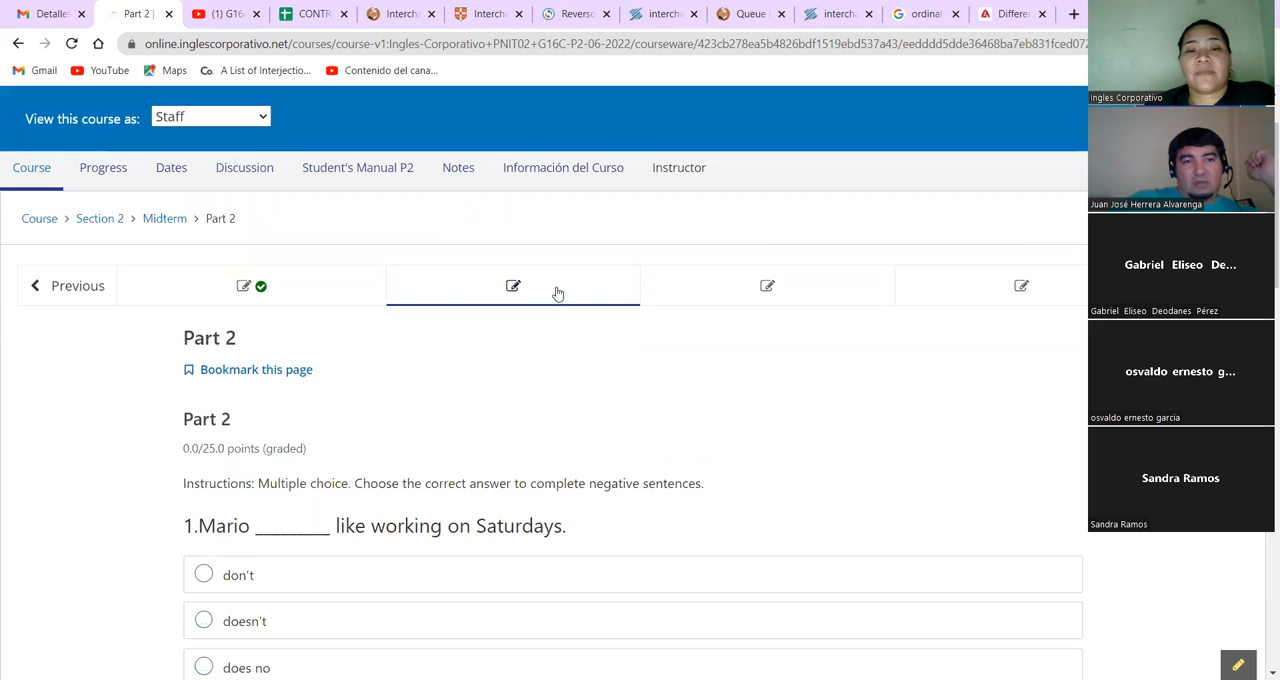 Detalles
Part 2 |
(1) G16
CONTR
Intercha
Interch
Reverso
interch
Queue
interch
ordinal
Differen
online.inglescorporativo.net/courses/course-v1:Ingles-Corporativo+PNIT02+G16C-P2-06-2022/courseware/423cb278ea5b4826bdf1519ebd537a43/eedddd5dde36468ba7eb831fced072
Gmail
YouTube
Maps
Co. A List of Interjectio...
Contenido del cana...
View this course as: Staff
Course
Progress
Dates
Discussion
Student's Manual P2
Notes
Información del Curso
Instructor
Course > Section 2 > Midterm > Part 2
Previous
Part 2
Bookmark this page
Part 2
0.0/25.0 points (graded)
Instructions: Multiple choice. Choose the correct answer to complete negative sentences.
1.Mario _________ like working on Saturdays.
don't
doesn't
does no
Ingles Corporativo
Juan José Herrera Alvarenga
Gabriel Eliseo De...
Gabriel Eliseo Deodanes Pérez
osvaldo ernesto g...
osvaldo ernesto garcia
Sandra Ramos
Sandra Ramos